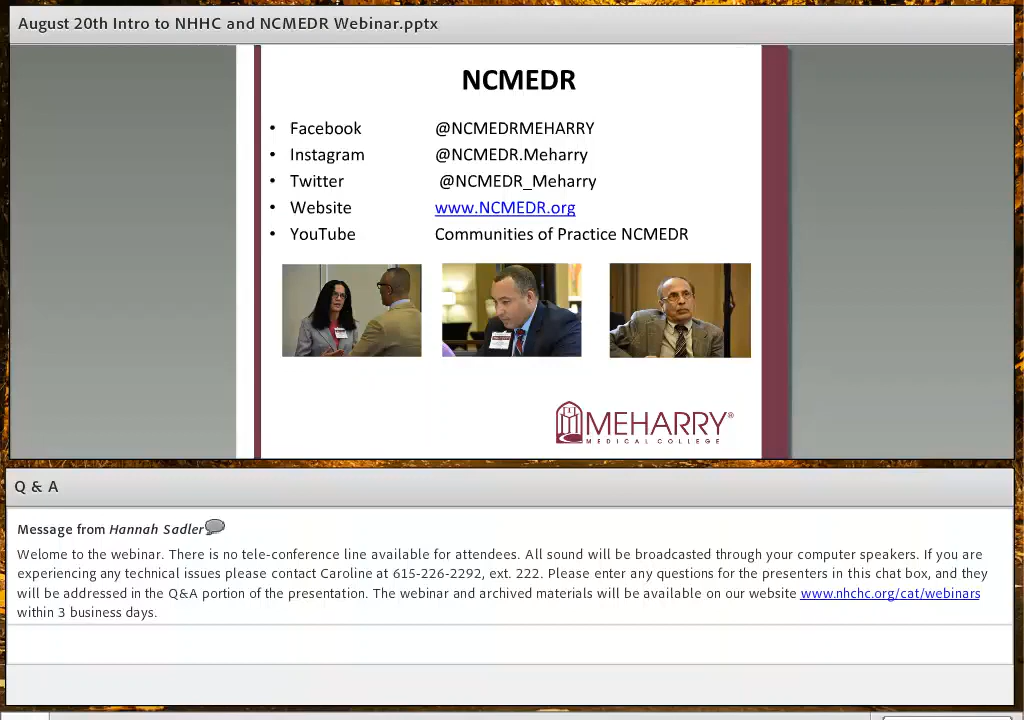 August 20th Intro to NHHC and NCMEDR Webinar.pptx
NCMEDR
• Facebook @NCMEDRMEHARRY
• Instagram @NCMEDR.Meharry
• Twitter @NCMEDR_Meharry
• Website www.NCMEDR.org
• YouTube Communities of Practice NCMEDR
MEHARRY®
MEDICAL COLLEGE
Q & A
Message from Hannah Sadler
Welome to the webinar. There is no tele-conference line available for attendees. All sound will be broadcasted through your computer speakers. If you are
experiencing any technical issues please contact Caroline at 615-226-2292, ext. 222. Please enter any questions for the presenters in this chat box, and they
will be addressed in the Q&A portion of the presentation. The webinar and archived materials will be available on our website www.nhchc.org/cat/webinars
within 3 business days.